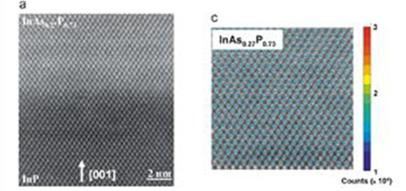 a
InAs0.27P0.73
[001]
2 nm
InP
C
InAs0.27P0.73
3
2
1
Counts (x 10⁴)